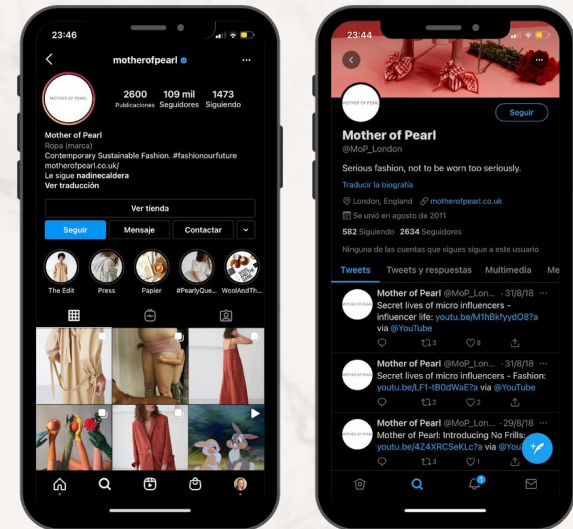 23:46
motherofpearl
MOTHER OF PEARL
2600 109 mil 1473
Publicaciones Seguidores Siguiendo
Mother of Pearl
Ropa (marca)
Contemporary Sustainable Fashion. #fashionourfuture
motherofpearl.co.uk/
Le sigue nadinecaldera
Ver traducción
Ver tienda
Seguir Mensaje Contactar
The Edit Press Papier #PearlyQue... WoolAndTh...
23:44
MOTHER OF PEARL
Seguir
Mother of Pearl
@MoP_London
Serious fashion, not to be worn too seriously.
Traducir la biografía
London, England motherofpearl.co.uk
Se unió en agosto de 2011
582 Siguiendo 2634 Seguidores
Ninguna de las cuentas que sigues sigue a este usuario
Tweets Tweets y respuestas Multimedia Me
Mother of Pearl @MoP_Lon... · 31/8/18 ...
Secret lives of micro influencers -
influencer life: youtu.be/M1hBkfyydO8?a
via @YouTube
3 8
Mother of Pearl @MoP_Lon... · 31/8/18 ...
Secret lives of micro influencers - Fashion:
youtu.be/LF1-tB0dWaE?a via @YouTube
2 2
Mother of Pearl @MoP_Lon... · 29/8/18 ...
Mother of Pearl: Introducing No Frills:
youtu.be/4Z4XRCSeKLc?a via @You
3 1